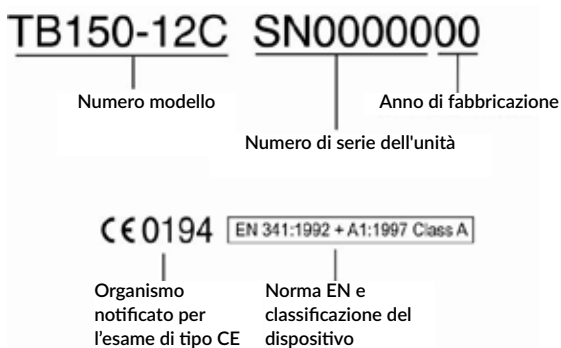 TB150-12C SN000000000
Numero modello
Anno di fabbricazione
Numero di serie dell'unità
CE 0194 EN 341:1992 + A1:1997 Class A
Organismo
notificato per
l'esame di tipo CE
Norma EN e
classificazione del
dispositivo